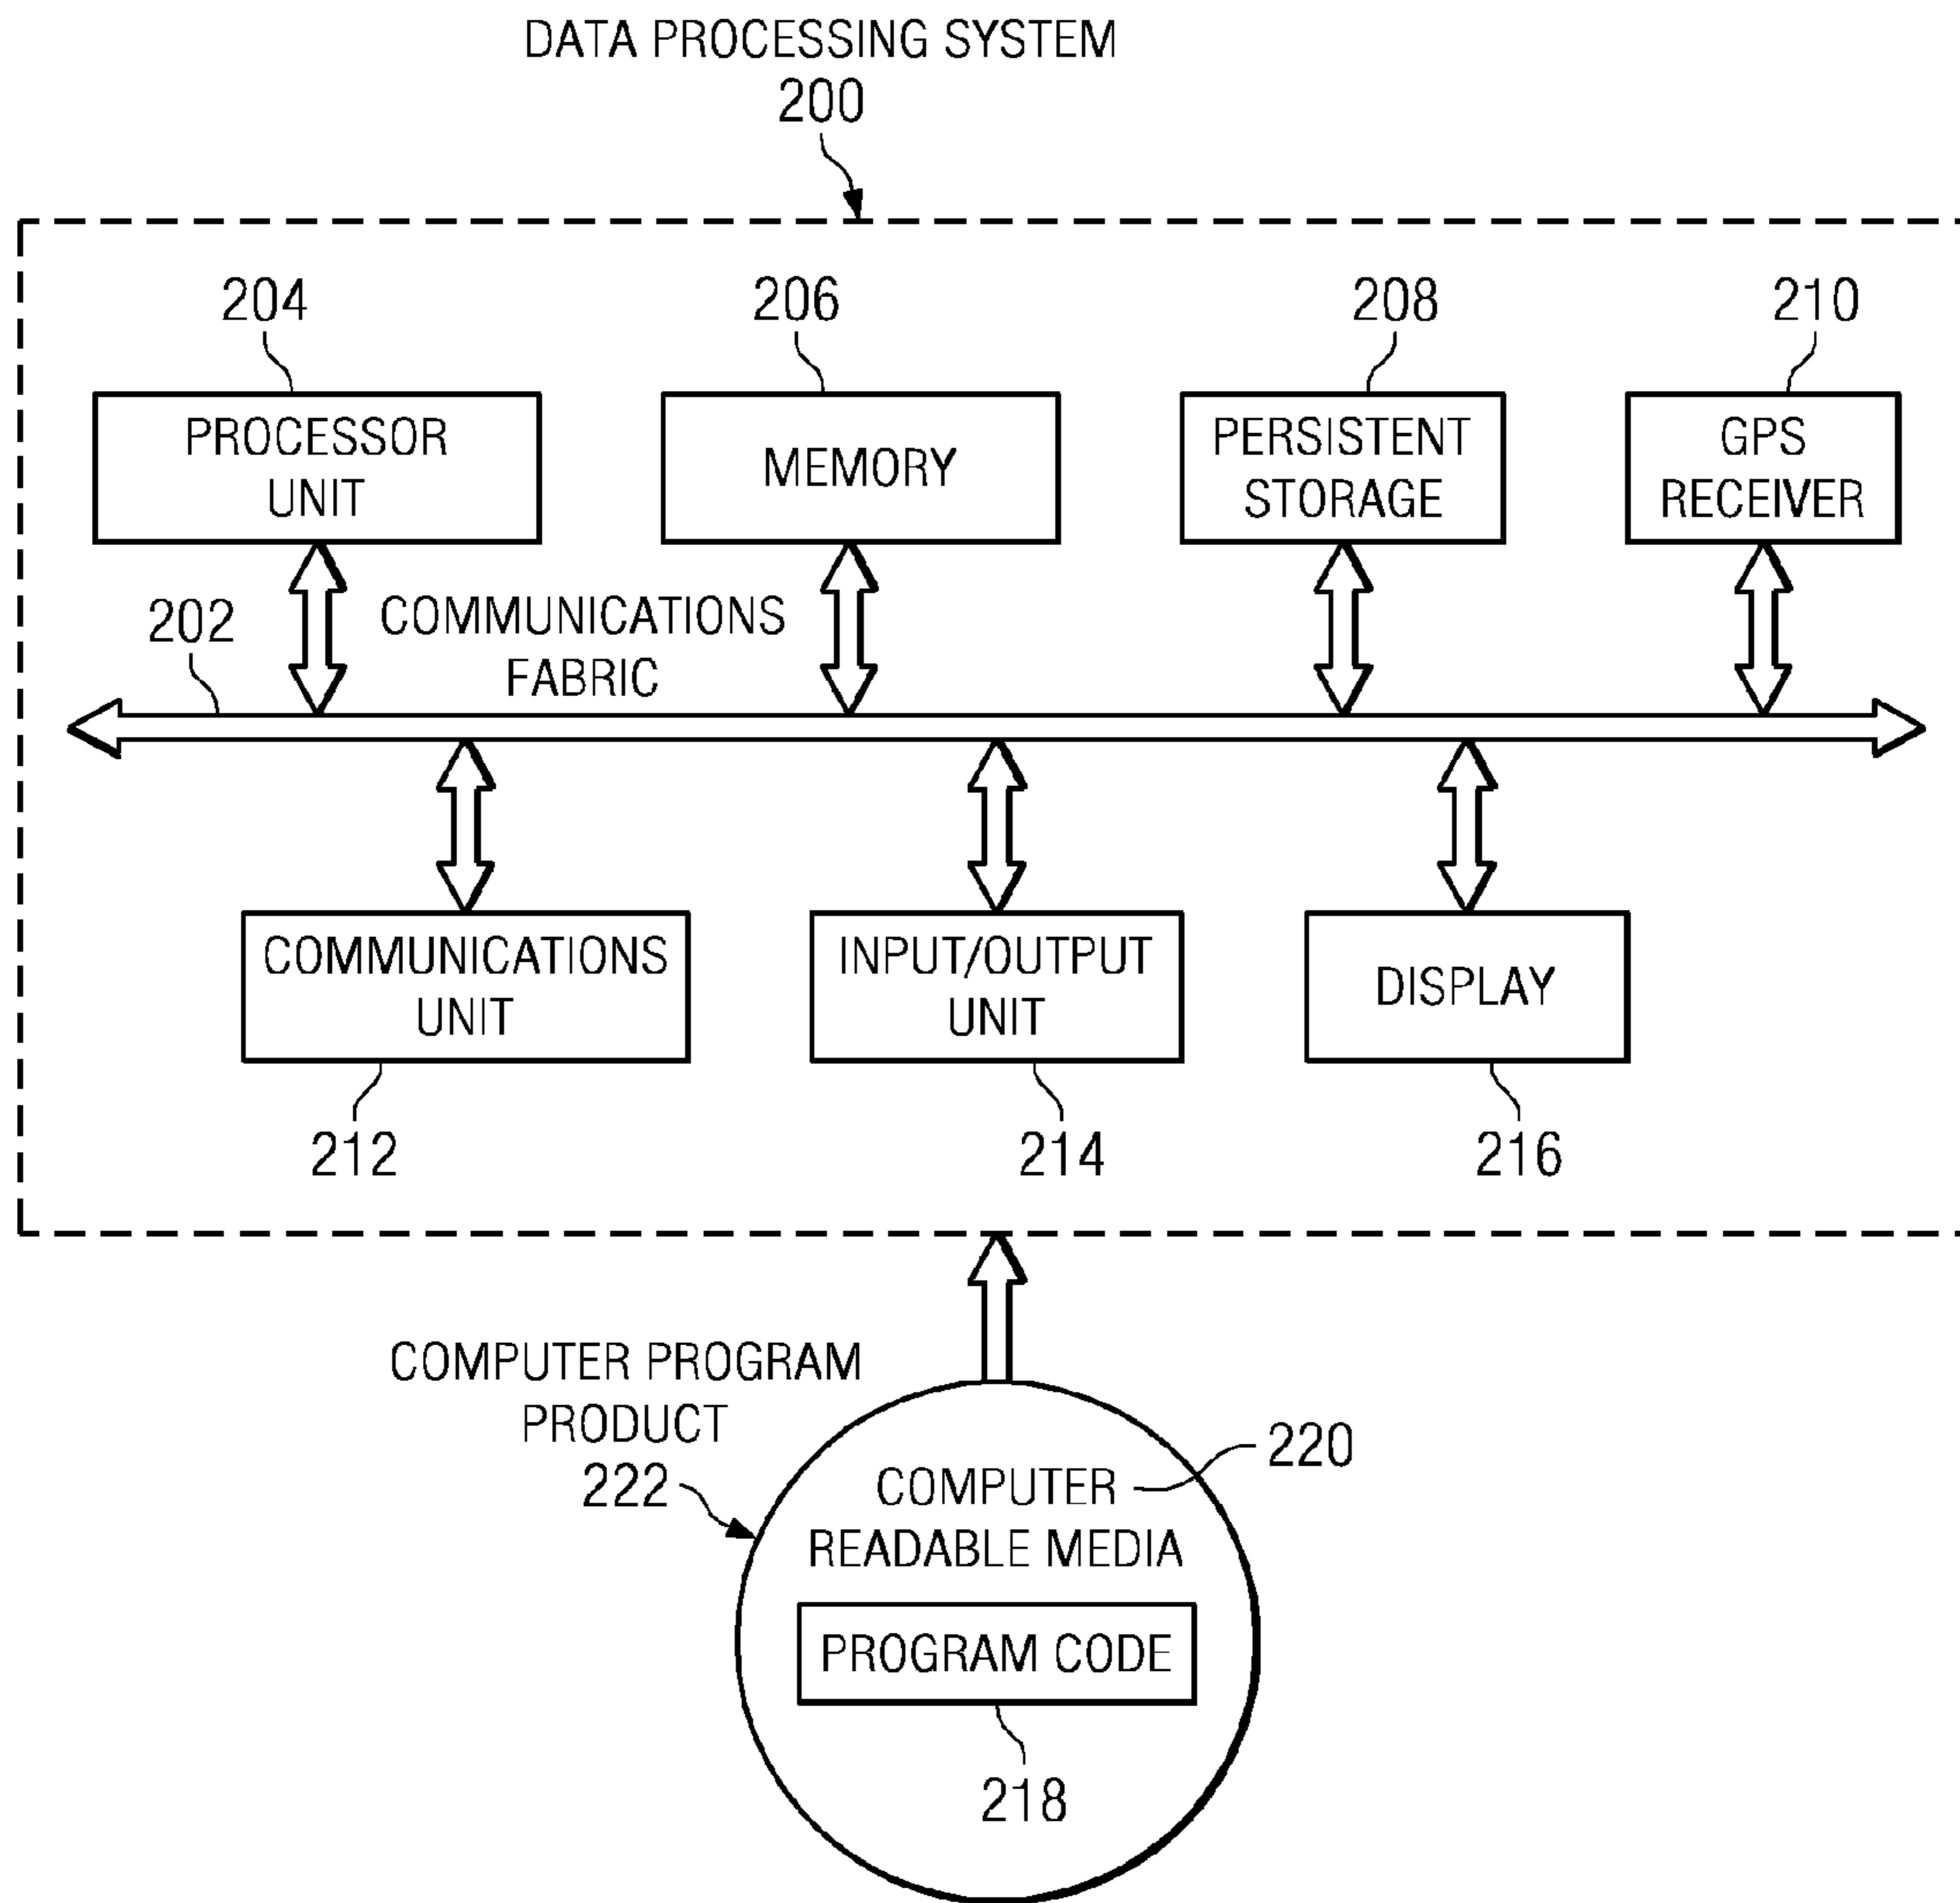 DATA PROCESSING SYSTEM
200
204
206
208
210
PROCESSOR
UNIT
MEMORY
PERSISTENT
STORAGE
GPS
RECEIVER
202
COMMUNICATIONS
FABRIC
COMMUNICATIONS
UNIT
INPUT/OUTPUT
UNIT
DISPLAY
212
214
216
COMPUTER PROGRAM
PRODUCT
222
220
COMPUTER
READABLE MEDIA
PROGRAM CODE
218